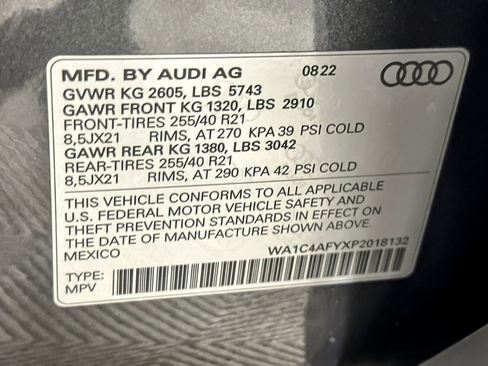 MFD. BY AUDI AG 08.22
GVWR KG 2605, LBS 5743
GAWR FRONT KG 1320, LBS 2910
FRONT-TIRES 255/40 R21
8,5JX21 RIMS, AT 270 KPA 39 PSI COLD
GAWR REAR KG 1380, LBS 3042
REAR-TIRES 255/40 R21
8,5JX21 RIMS, AT 290 KPA 42 PSI COLD
THIS VEHICLE CONFORMS TO ALL APPLICABLE
U.S. FEDERAL MOTOR VEHICLE SAFETY AND
THEFT PREVENTION STANDARDS IN EFFECT ON
THE DATE OF MANUFACTURE SHOWN ABOVE.
MEXICO WA1C4AFYXP2018132
TYPE:
MPV